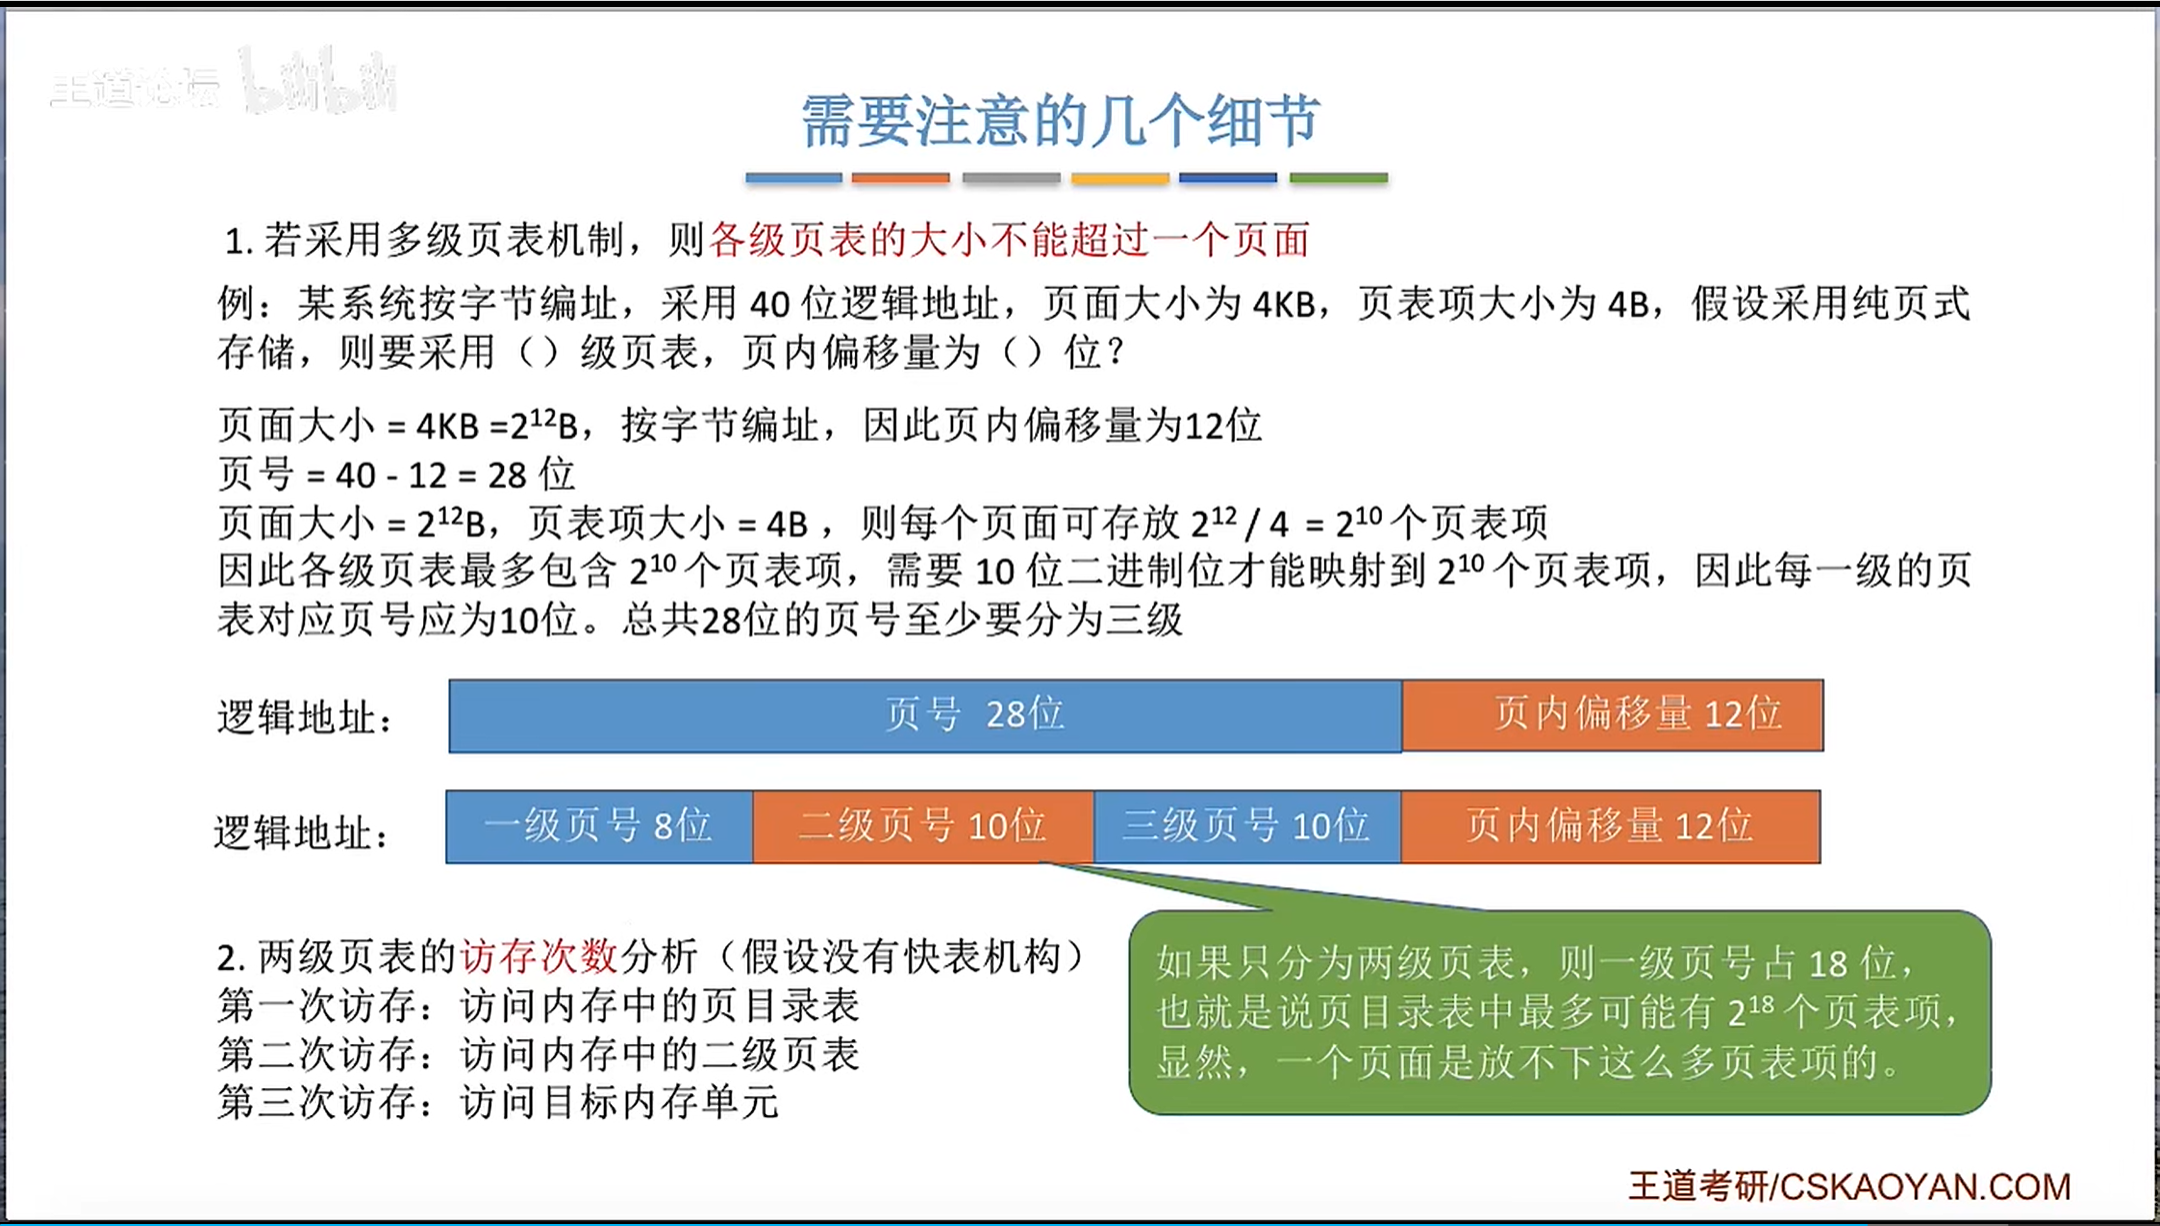 王道论坛 bilibili
需要注意的几个细节
1. 若采用多级页表机制，则各级页表的大小不能超过一个页面
例：某系统按字节编址，采用 40 位逻辑地址，页面大小为 4KB，页表项大小为 4B，假设采用纯页式
存储，则要采用（）级页表，页内偏移量为（）位？
页面大小 = 4KB =2¹²B，按字节编址，因此页内偏移量为12位
页号 = 40 - 12 = 28 位
页面大小 = 2¹²B，页表项大小 = 4B ，则每个页面可存放 2¹² / 4 = 2¹⁰ 个页表项
因此各级页表最多包含 2¹⁰ 个页表项，需要 10 位二进制位才能映射到 2¹⁰ 个页表项，因此每一级的页
表对应页号应为10位。总共28位的页号至少要分为三级
逻辑地址： 页号 28位 页内偏移量 12位
逻辑地址： 一级页号 8位 二级页号 10位 三级页号 10位 页内偏移量 12位
2. 两级页表的访存次数分析（假设没有快表机构）
第一次访存：访问内存中的页目录表
第二次访存：访问内存中的二级页表
第三次访存：访问目标内存单元
如果只分为两级页表，则一级页号占 18 位，
也就是说页目录表中最多可能有 2¹⁸ 个页表项，
显然，一个页面是放不下这么多页表项的。
王道考研/CSKAOYAN.COM